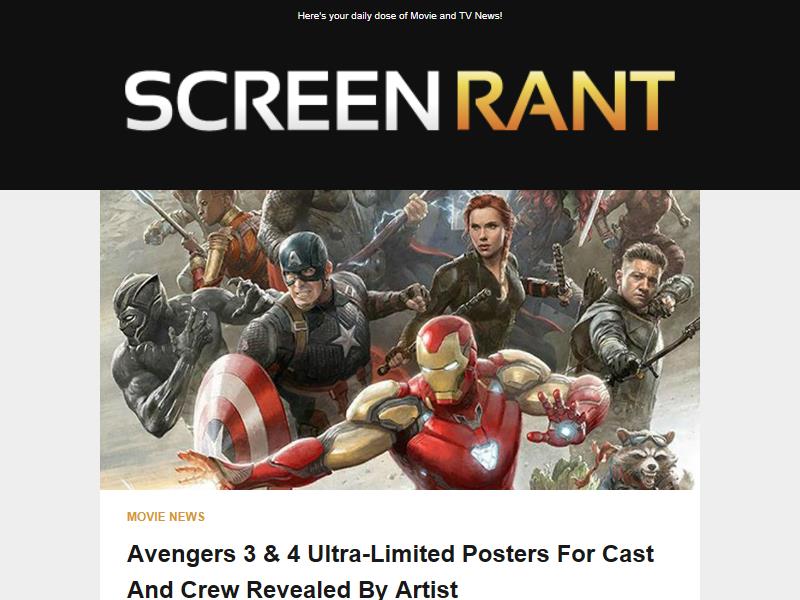 Here's your daily dose of Movie and TV News!
SCREEN RANT
MOVIE NEWS
Avengers 3 & 4 Ultra-Limited Posters For Cast
And Crew Revealed By Artist